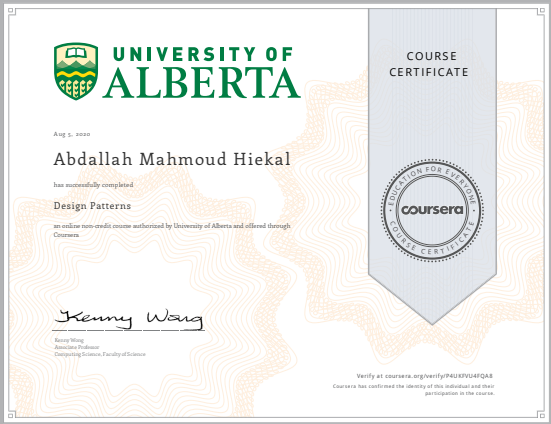 UNIVERSITY OF
ALBERTA
COURSE
CERTIFICATE
Aug 3, 2020
Abdallah Mahmoud Hiekal
has successfully completed
Design Patterns
an online non-credit course authorized by University of Alberta and offered through
Coursera
EDUCATION FOR EVERYONE
coursera
COURSE CERTIFICATE
Kenny Wong
Kenny Wong
Associate Professor
Computing Science, Faculty of Science
Verify at coursera.org/verify/P4UKFVU4FQA8
Coursera has confirmed the identity of this individual and their
participation in the course.